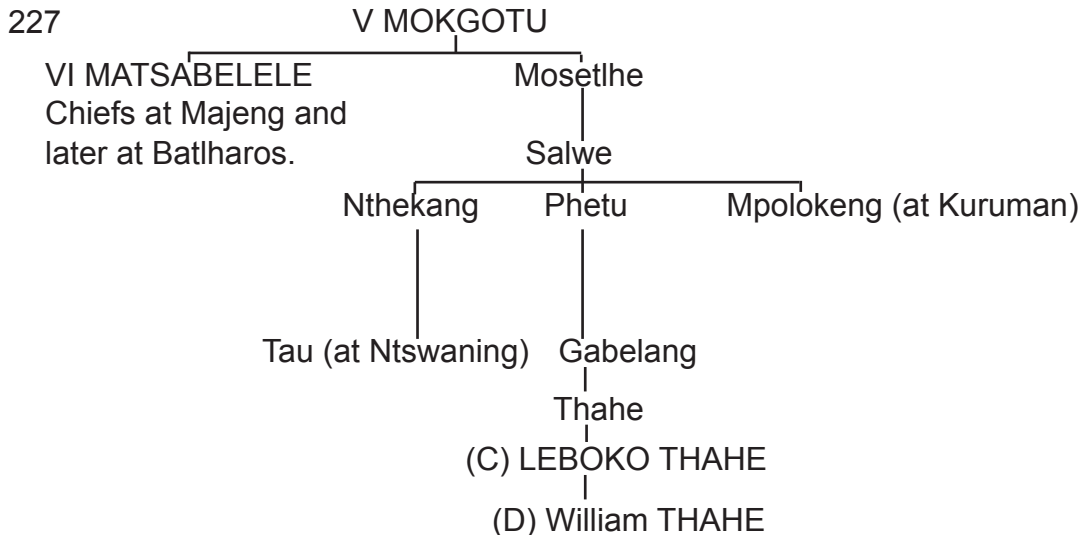 227
V MOKGOTU
VI MATSABELELE
Chiefs at Majeng and
later at Batlharos.
Mosetlhe
Salwe
Nthekang
Phetu
Mpolokeng (at Kuruman)
Tau (at Ntswaning)
Gabelang
Thahe
(C) LEBOKO THAHE
(D) William THAHE